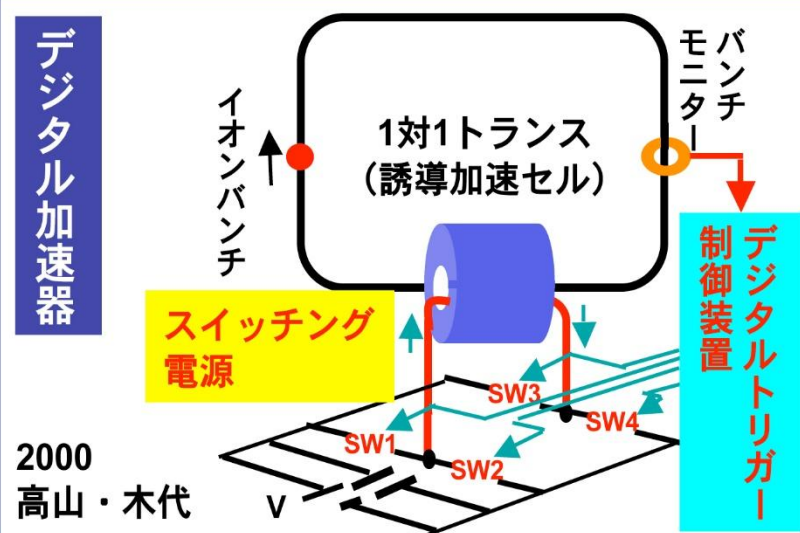 デジタル加速器
イオンバンチ
1対1トランス
（誘導加速セル）
バンチ
モニター
デジタルトリガー
制御装置
スイッチング
電源
SW3
SW4
SW1
SW2
2000
高山・木代
V